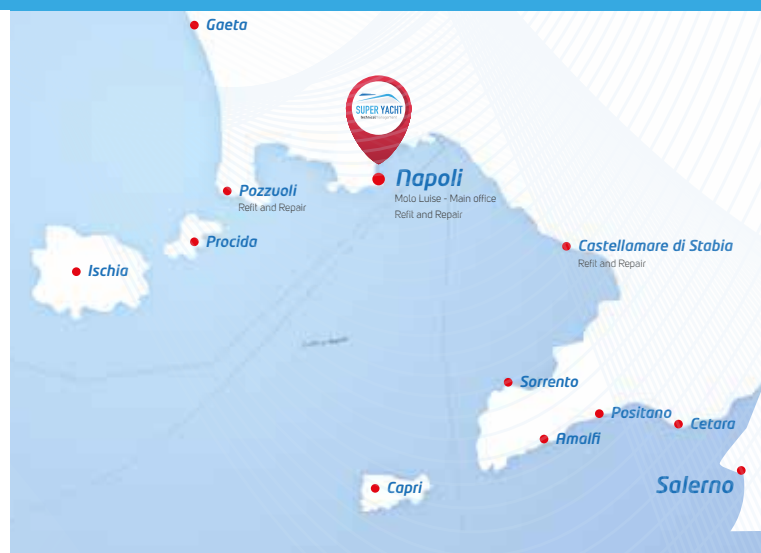 Gaeta
SUPER YACHT
Napoli
Molo Luise - Main office
Refit and Repair
Pozzuoli
Refit and Repair
Procida
Castellamare di Stabia
Refit and Repair
Ischia
Sorrento
Positano
Cetara
Amalfi
Salerno
Capri